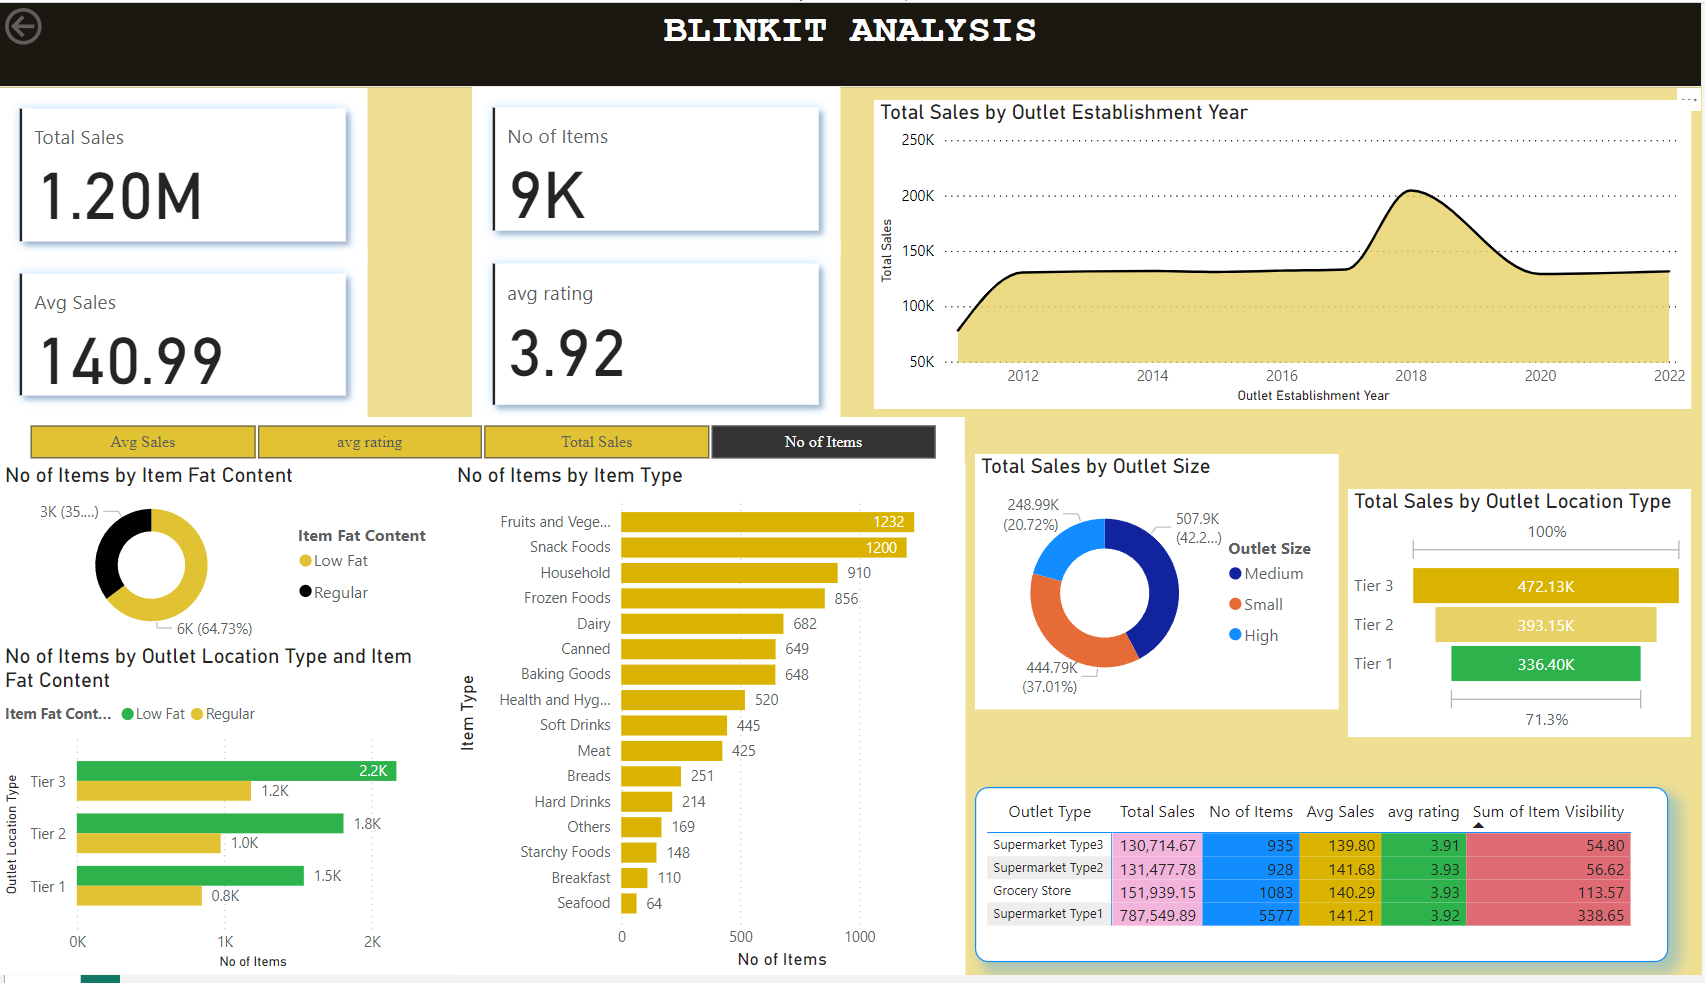 BLINKIT ANALYSIS
Total Sales
1.20M
No of Items
9K
Avg Sales
140.99
avg rating
3.92
Total Sales by Outlet Establishment Year
250K
200K
150K
100K
50K
Total Sales
2012 2014 2016 2018 2020 2022
Outlet Establishment Year
Avg Sales avg rating Total Sales No of Items
No of Items by Item Fat Content
3K (35....)
6K (64.73%)
Item Fat Content
Low Fat
Regular
No of Items by Outlet Location Type and Item
Fat Content
Item Fat Cont... Low Fat Regular
Outlet Location Type
Tier 3 2.2K
1.2K
Tier 2 1.8K
1.0K
Tier 1 1.5K
0.8K
0K 1K 2K
No of Items
No of Items by Item Type
Item Type
Fruits and Vege... 1232
Snack Foods 1200
Household 910
Frozen Foods 856
Dairy 682
Canned 649
Baking Goods 648
Health and Hyg... 520
Soft Drinks 445
Meat 425
Breads 251
Hard Drinks 214
Others 169
Starchy Foods 148
Breakfast 110
Seafood 64
0 500 1000
No of Items
Total Sales by Outlet Size
248.99K
(20.72%)
507.9K
(42.2...)
444.79K
(37.01%)
Outlet Size
Medium
Small
High
Total Sales by Outlet Location Type
100%
Tier 3 472.13K
Tier 2 393.15K
Tier 1 336.40K
71.3%
Outlet Type Total Sales No of Items Avg Sales avg rating Sum of Item Visibility
Supermarket Type3 130,714.67 935 139.80 3.91 54.80
Supermarket Type2 131,477.78 928 141.68 3.93 56.62
Grocery Store 151,939.15 1083 140.29 3.93 113.57
Supermarket Type1 787,549.89 5577 141.21 3.92 338.65